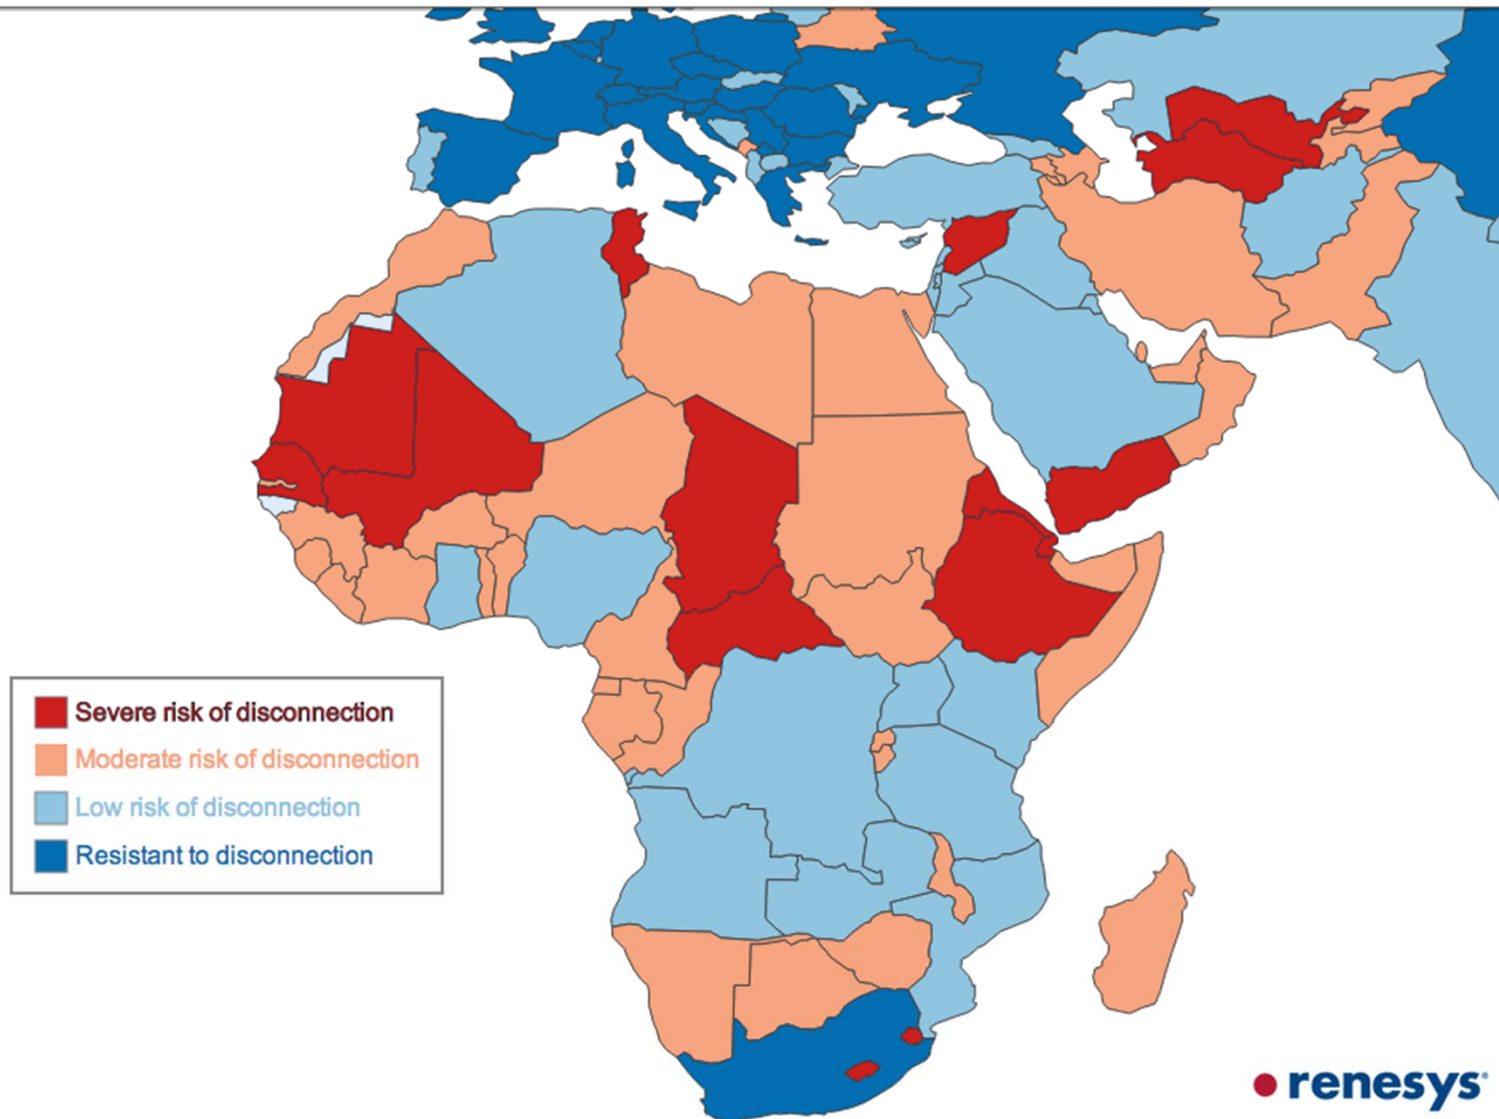 Severe risk of disconnection
Moderate risk of disconnection
Low risk of disconnection
Resistant to disconnection
renesys